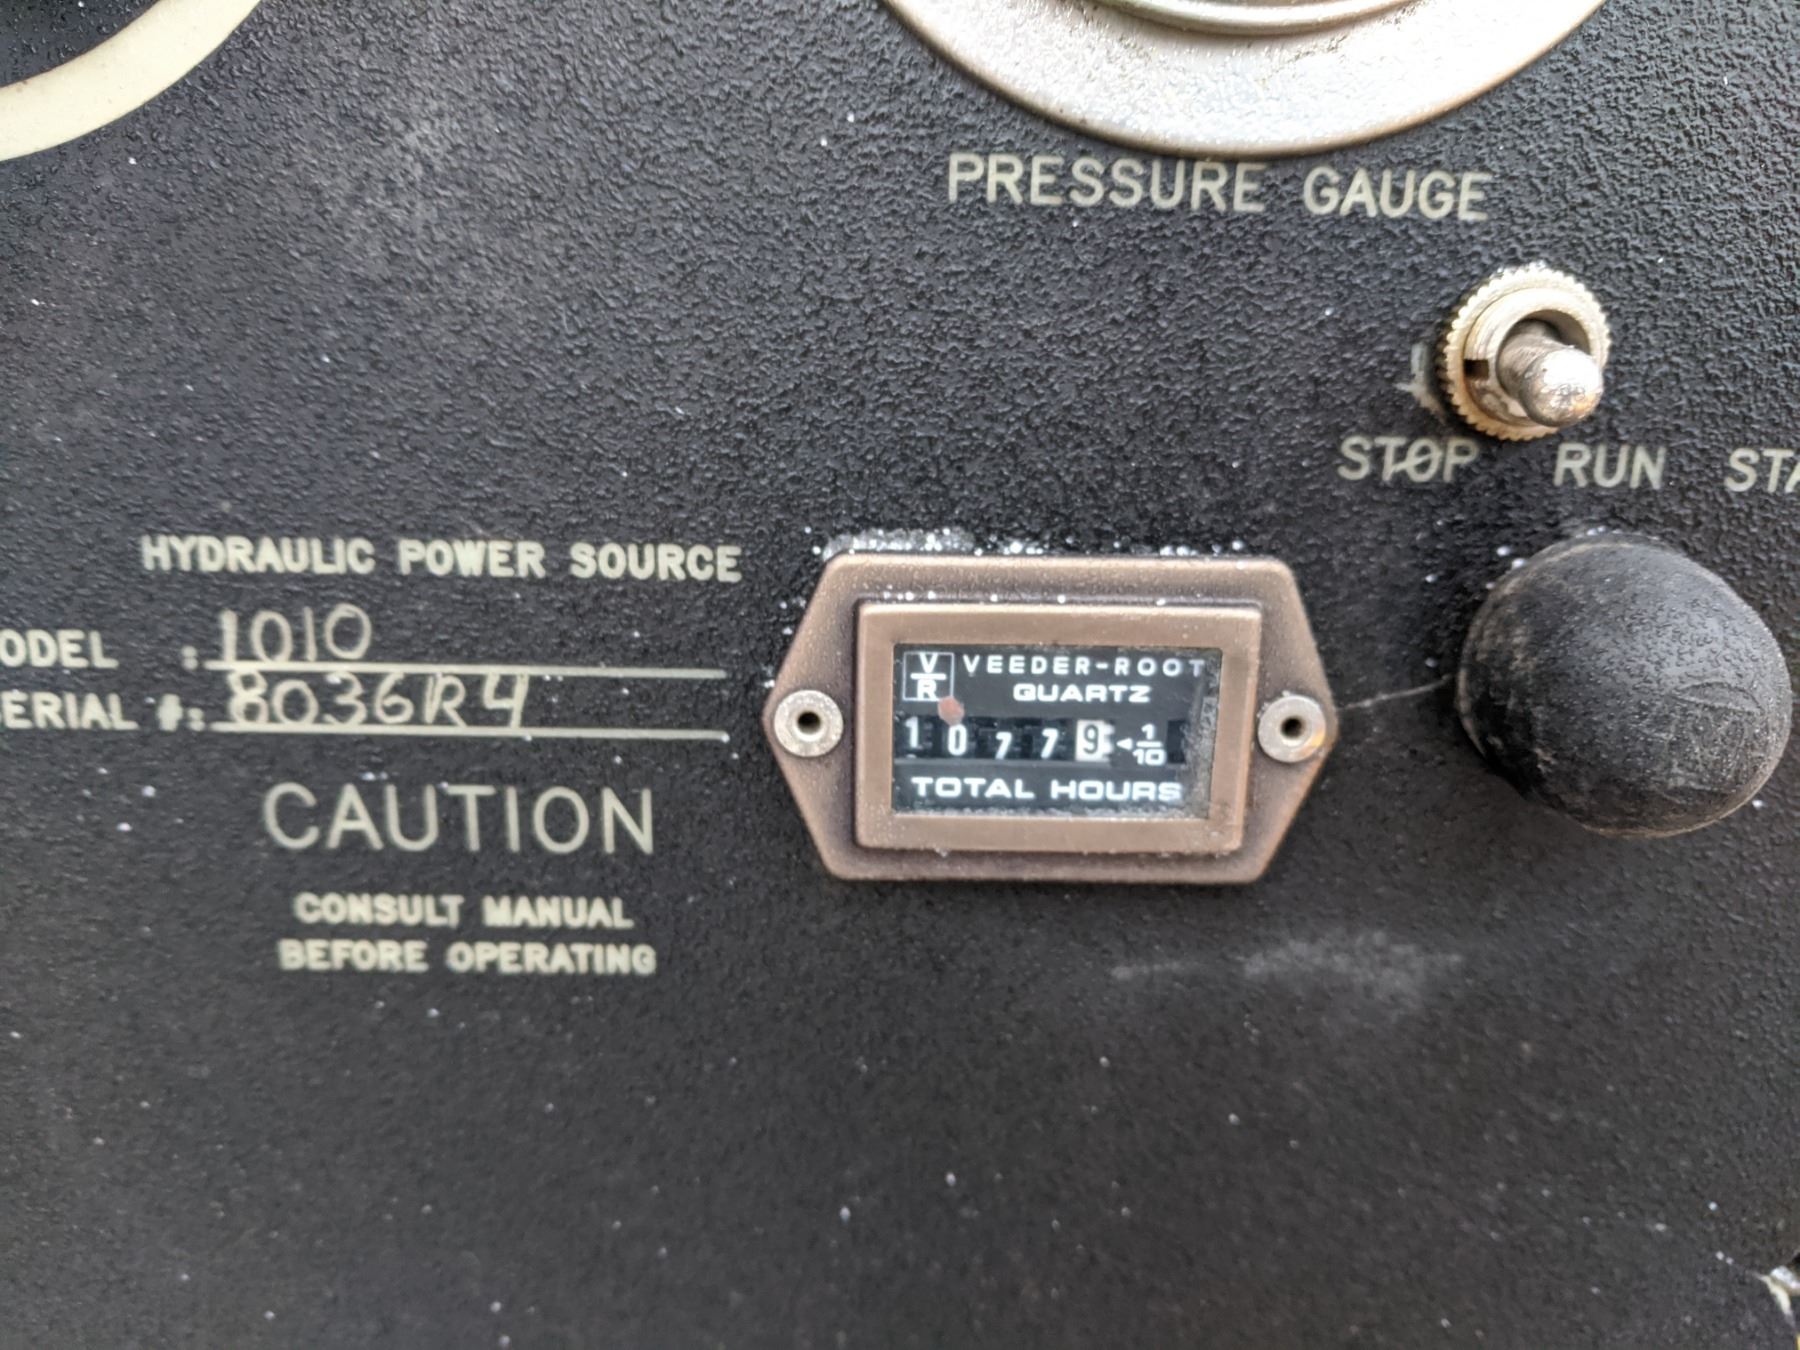 PRESSURE GAUGE
STOP RUN STA
HYDRAULIC POWER SOURCE
ODEL : 1010
SERIAL #: 8036R4
CAUTION
CONSULT MANUAL
BEFORE OPERATING
V
R
VEEDER-ROOT
QUARTZ
1 0 7 7 9 1/10
TOTAL HOURS